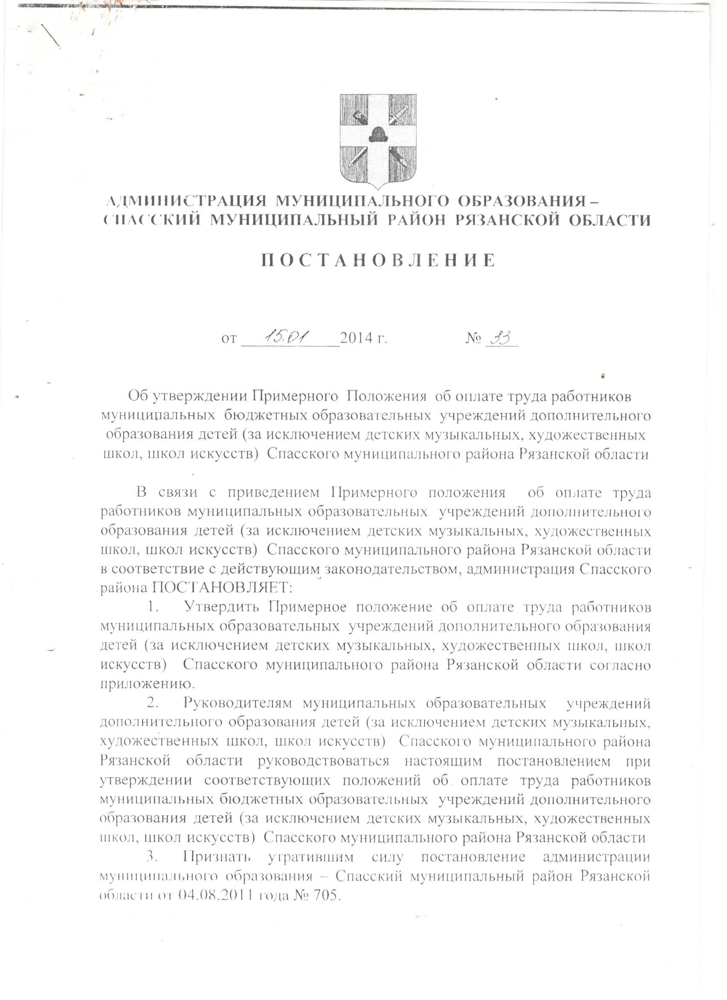 АДМИНИСТРАЦИЯ МУНИЦИПАЛЬНОГО ОБРАЗОВАНИЯ –
СПАССКИЙ МУНИЦИПАЛЬНЫЙ РАЙОН РЯЗАНСКОЙ ОБЛАСТИ
ПОСТАНОВЛЕНИЕ
от 15.01 2014 г. № 33
Об утверждении Примерного Положения об оплате труда работников
муниципальных бюджетных образовательных учреждений дополнительного
образования детей (за исключением детских музыкальных, художественных
школ, школ искусств) Спасского муниципального района Рязанской области
В связи с приведением Примерного положения об оплате труда
работников муниципальных образовательных учреждений дополнительного
образования детей (за исключением детских музыкальных, художественных
школ, школ искусств) Спасского муниципального района Рязанской области
в соответствие с действующим законодательством, администрация Спасского
района ПОСТАНОВЛЯЕТ:
1. Утвердить Примерное положение об оплате труда работников
муниципальных образовательных учреждений дополнительного образования
детей (за исключением детских музыкальных, художественных школ, школ
искусств) Спасского муниципального района Рязанской области согласно
приложению.
2. Руководителям муниципальных образовательных учреждений
дополнительного образования детей (за исключением детских музыкальных,
художественных школ, школ искусств) Спасского муниципального района
Рязанской области руководствоваться настоящим постановлением при
утверждении соответствующих положений об оплате труда работников
муниципальных бюджетных образовательных учреждений дополнительного
образования детей (за исключением детских музыкальных, художественных
школ, школ искусств) Спасского муниципального района Рязанской области
3. Признать утратившим силу постановление администрации
муниципального образования – Спасский муниципальный район Рязанской
области от 04.08.2011 года № 705.